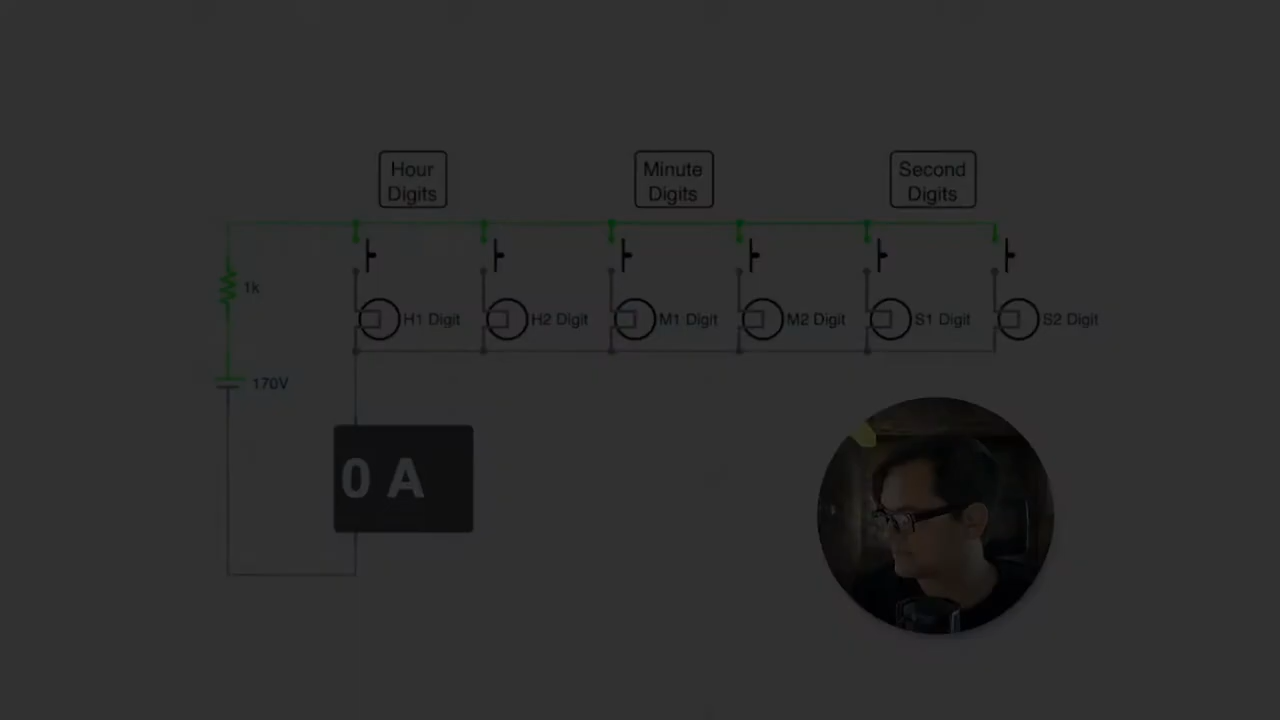 Hour
Digits
Minute
Digits
Second
Digits
1k
H1 Digit
H2 Digit
M1 Digit
M2 Digit
S1 Digit
S2 Digit
170V
0 A